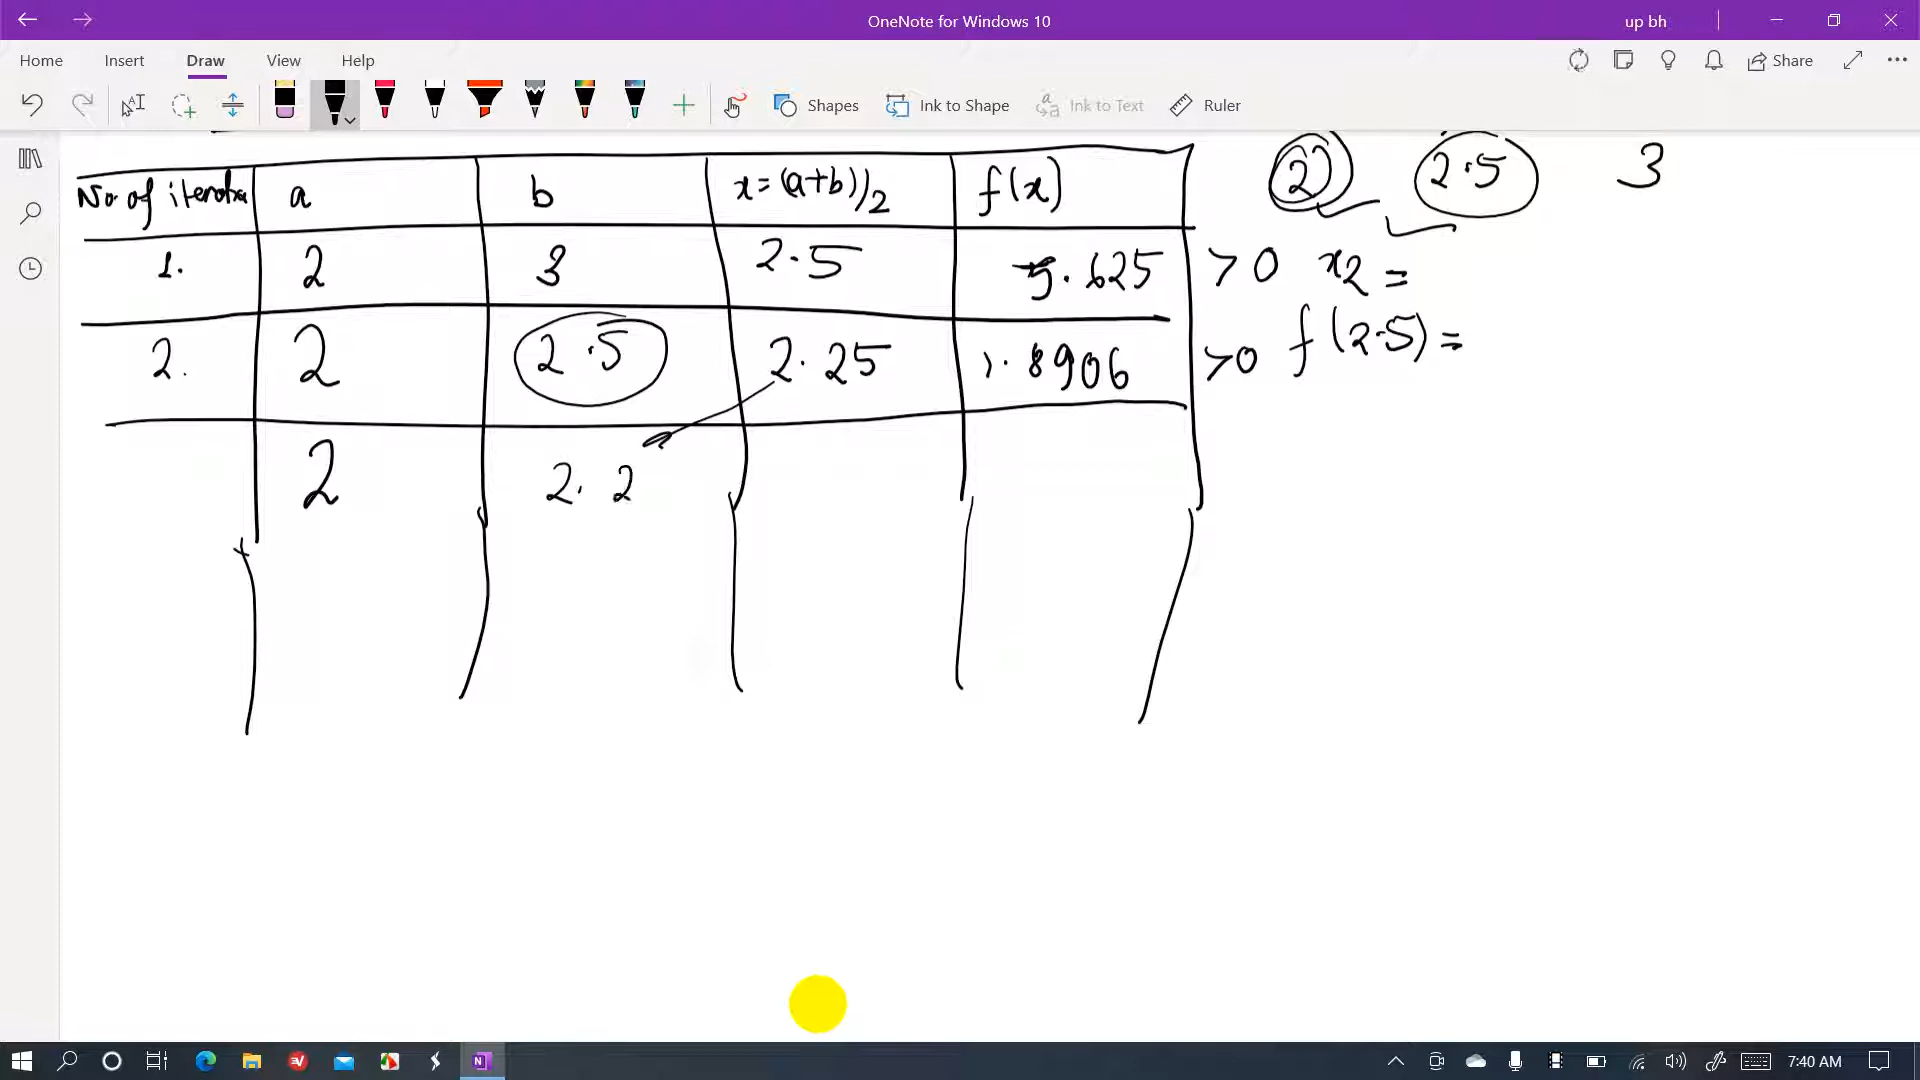 OneNote for Windows 10
up bh
Home Insert Draw View Help
Share
Shapes Ink to Shape Ink to Text Ruler
No. of a b x=(a+b)/2 f(x)
2 2.5 3
1. 2 3 2.5 5.625 >0 x2 =
2. 2 2.5 2.25 1.8906 >0 f(2.5) =
2 2.2
7:40 AM